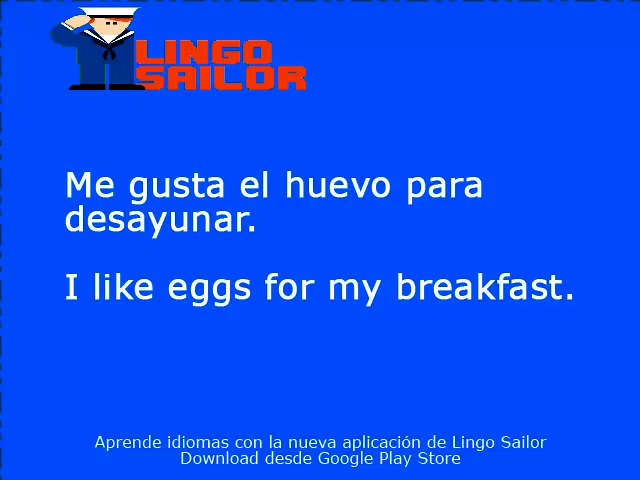 LINGO
SAILOR
Me gusta el huevo para
desayunar.
I like eggs for my breakfast.
Aprende idiomas con la nueva aplicación de Lingo Sailor
Download desde Google Play Store